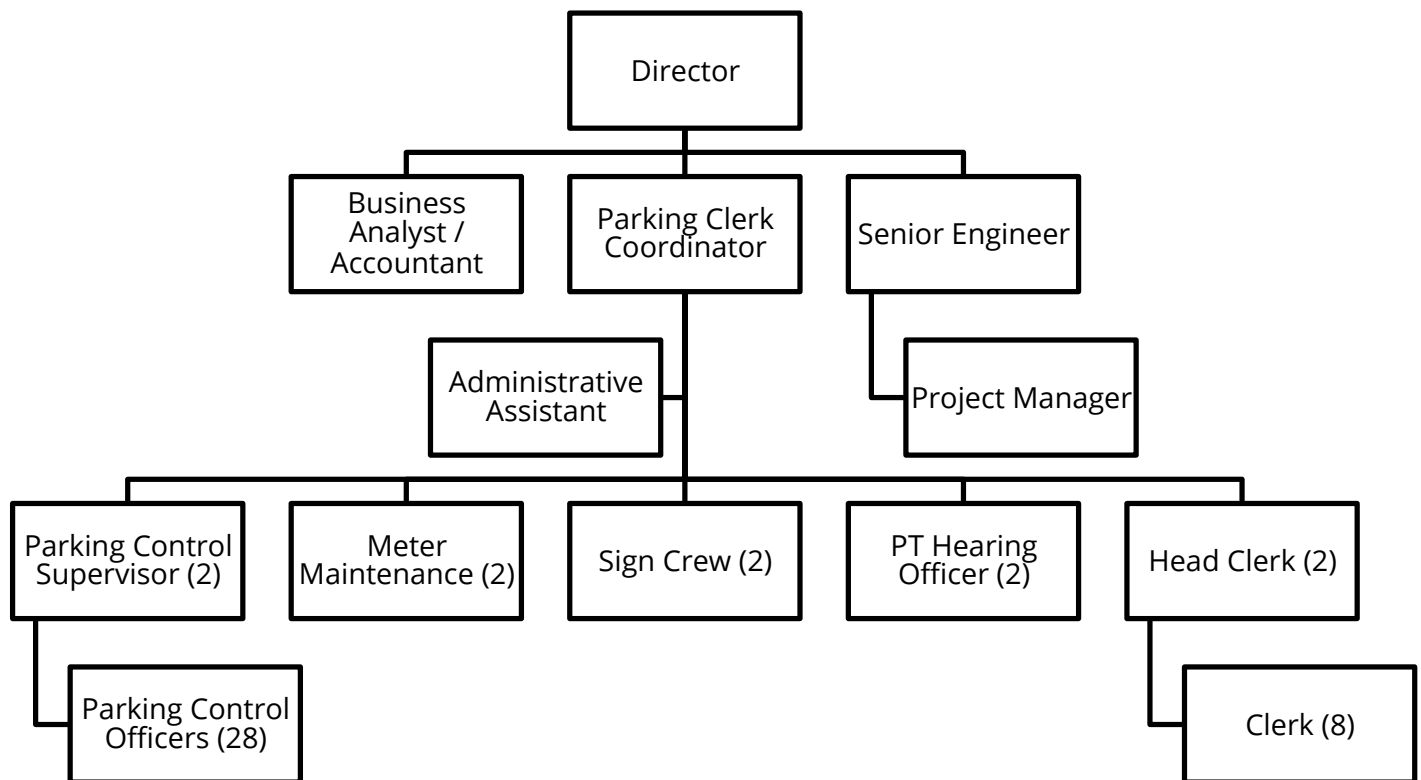 Director
Business
Analyst /
Accountant
Parking Clerk
Coordinator
Senior Engineer
Administrative
Assistant
Project Manager
Parking Control
Supervisor (2)
Meter
Maintenance (2)
Sign Crew (2)
PT Hearing
Officer (2)
Head Clerk (2)
Parking Control
Officers (28)
Clerk (8)